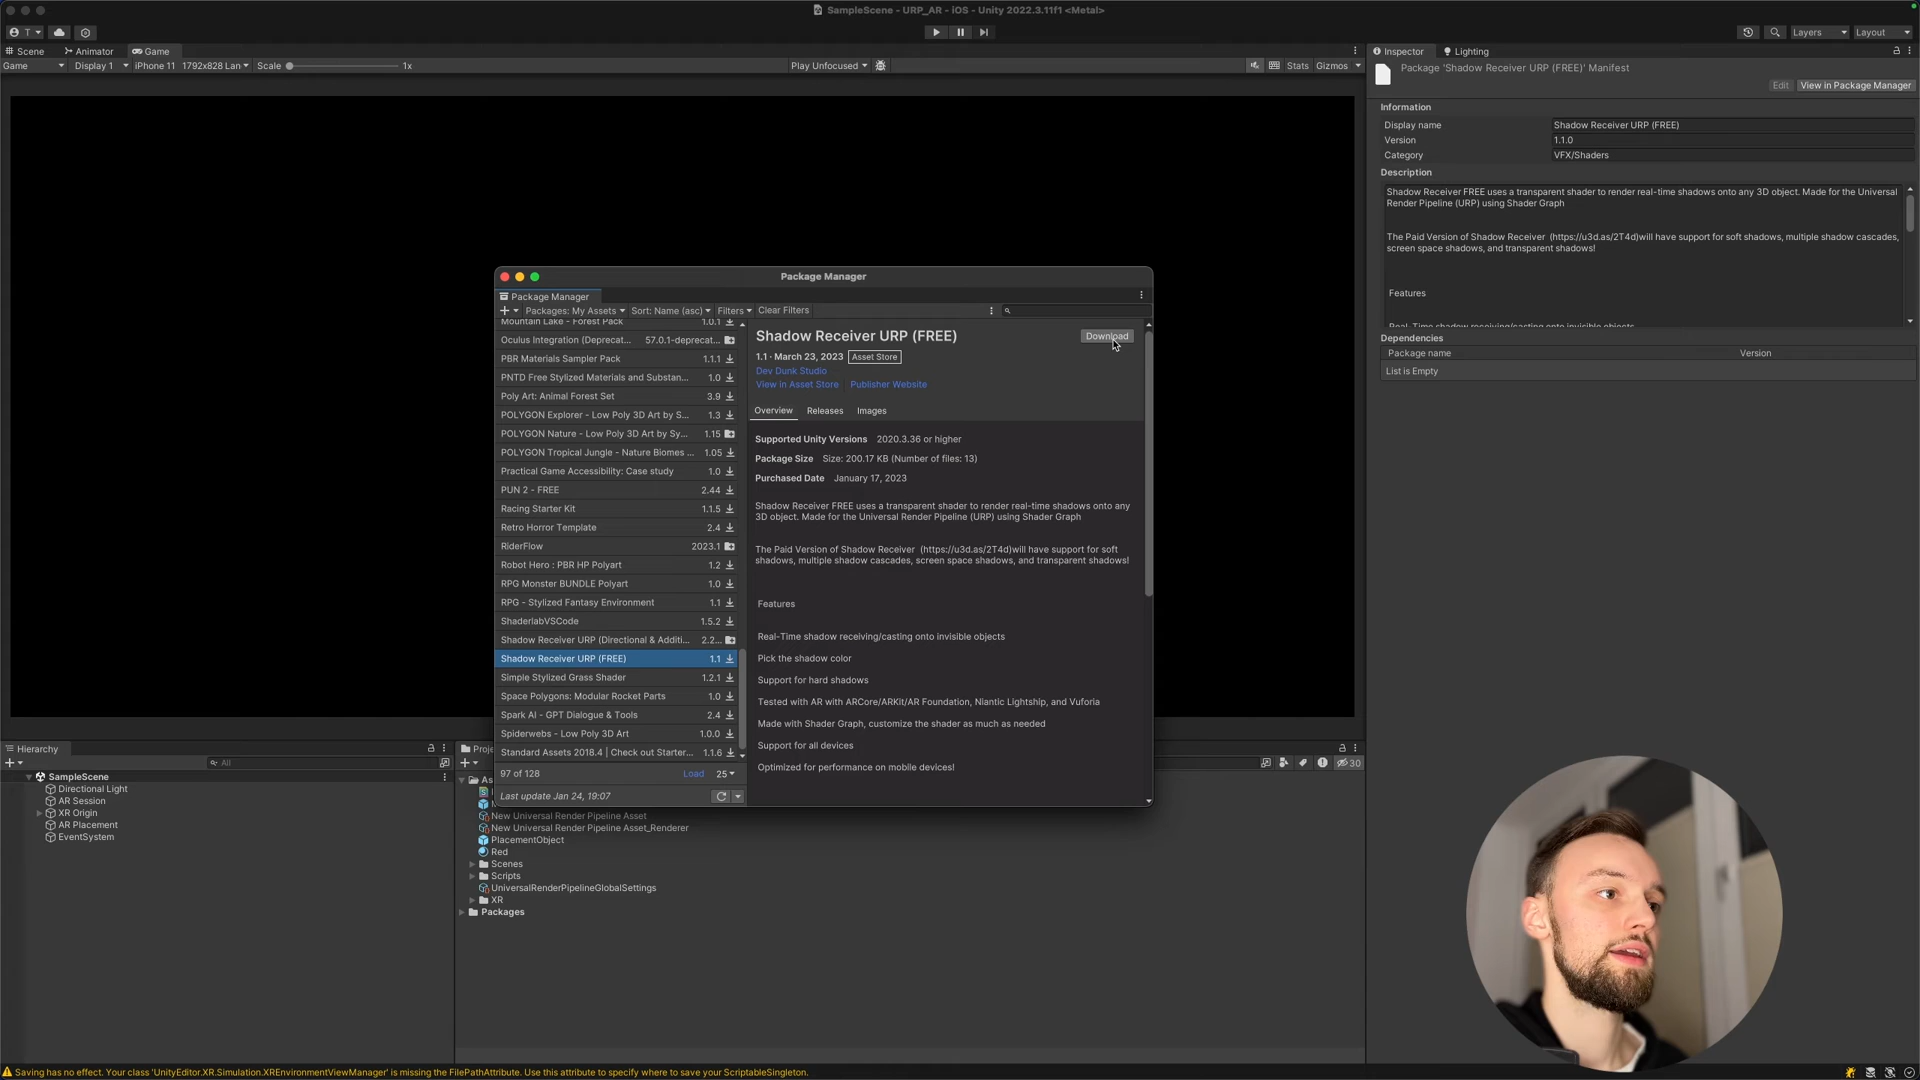 SampleScene - URP_AR - iOS - Unity 2022.3.11f1 <Metal>
T
Layers
Layout
Scene
Animator
Game
Inspector
Lighting
Game
Display 1
iPhone 11
1792x828 Lan
Scale
1x
Play Unfocused
Stats
Gizmos
Package 'Shadow Receiver URP (FREE)' Manifest
Edit
View in Package Manager
Information
Display name
Shadow Receiver URP (FREE)
Version
1.1.0
Category
VFX/Shaders
Description
Shadow Receiver FREE uses a transparent shader to render real-time shadows onto any 3D object. Made for the Universal
Render Pipeline (URP) using Shader Graph
The Paid Version of Shadow Receiver (https://u3d.as/2T4d)will have support for soft shadows, multiple shadow cascades,
screen space shadows, and transparent shadows!
Features
Real-Time shadow receiving/casting onto invisible objects
Dependencies
Package name
Version
List is Empty
Package Manager
Package Manager
Packages: My Assets
Sort: Name (asc)
Filters
Clear Filters
Mountain Lake - Forest Pack 1.0.1
Oculus Integration (Deprecat... 57.0.1-deprecat...
PBR Materials Sampler Pack 1.1.1
PNTD Free Stylized Materials and Substan... 1.0
Poly Art: Animal Forest Set 3.9
POLYGON Explorer - Low Poly 3D Art by S... 1.3
POLYGON Nature - Low Poly 3D Art by Sy... 1.15
POLYGON Tropical Jungle - Nature Biomes ... 1.05
Practical Game Accessibility: Case study 1.0
PUN 2 - FREE 2.44
Racing Starter Kit 1.1.5
Retro Horror Template 2.4
RiderFlow 2023.1
Robot Hero : PBR HP Polyart 1.2
RPG Monster BUNDLE Polyart 1.0
RPG - Stylized Fantasy Environment 1.1
ShaderlabVSCode 1.5.2
Shadow Receiver URP (Directional & Additi... 2.2...
Shadow Receiver URP (FREE) 1.1
Simple Stylized Grass Shader 1.2.1
Space Polygons: Modular Rocket Parts 1.0
Spark AI - GPT Dialogue & Tools 2.4
Spiderwebs - Low Poly 3D Art 1.0.0
Standard Assets 2018.4 | Check out Starter... 1.1.6
97 of 128
Load
25
Last update Jan 24, 19:07
Shadow Receiver URP (FREE)
Download
1.1 · March 23, 2023
Asset Store
Dev Dunk Studio
View in Asset Store
Publisher Website
Overview
Releases
Images
Supported Unity Versions 2020.3.36 or higher
Package Size Size: 200.17 KB (Number of files: 13)
Purchased Date January 17, 2023
Shadow Receiver FREE uses a transparent shader to render real-time shadows onto any
3D object. Made for the Universal Render Pipeline (URP) using Shader Graph
The Paid Version of Shadow Receiver (https://u3d.as/2T4d)will have support for soft
shadows, multiple shadow cascades, screen space shadows, and transparent shadows!
Features
Real-Time shadow receiving/casting onto invisible objects
Pick the shadow color
Support for hard shadows
Tested with AR with ARCore/ARKit/AR Foundation, Niantic Lightship, and Vuforia
Made with Shader Graph, customize the shader as much as needed
Support for all devices
Optimized for performance on mobile devices!
Hierarchy
All
SampleScene
Directional Light
AR Session
XR Origin
AR Placement
EventSystem
30
New Universal Render Pipeline Asset
New Universal Render Pipeline Asset_Renderer
PlacementObject
Red
Scenes
Scripts
UniversalRenderPipelineGlobalSettings
XR
Packages
Saving has no effect. Your class 'UnityEditor.XR.Simulation.XREnvironmentViewManager' is missing the FilePathAttribute. Use this attribute to specify where to save your ScriptableSingleton.